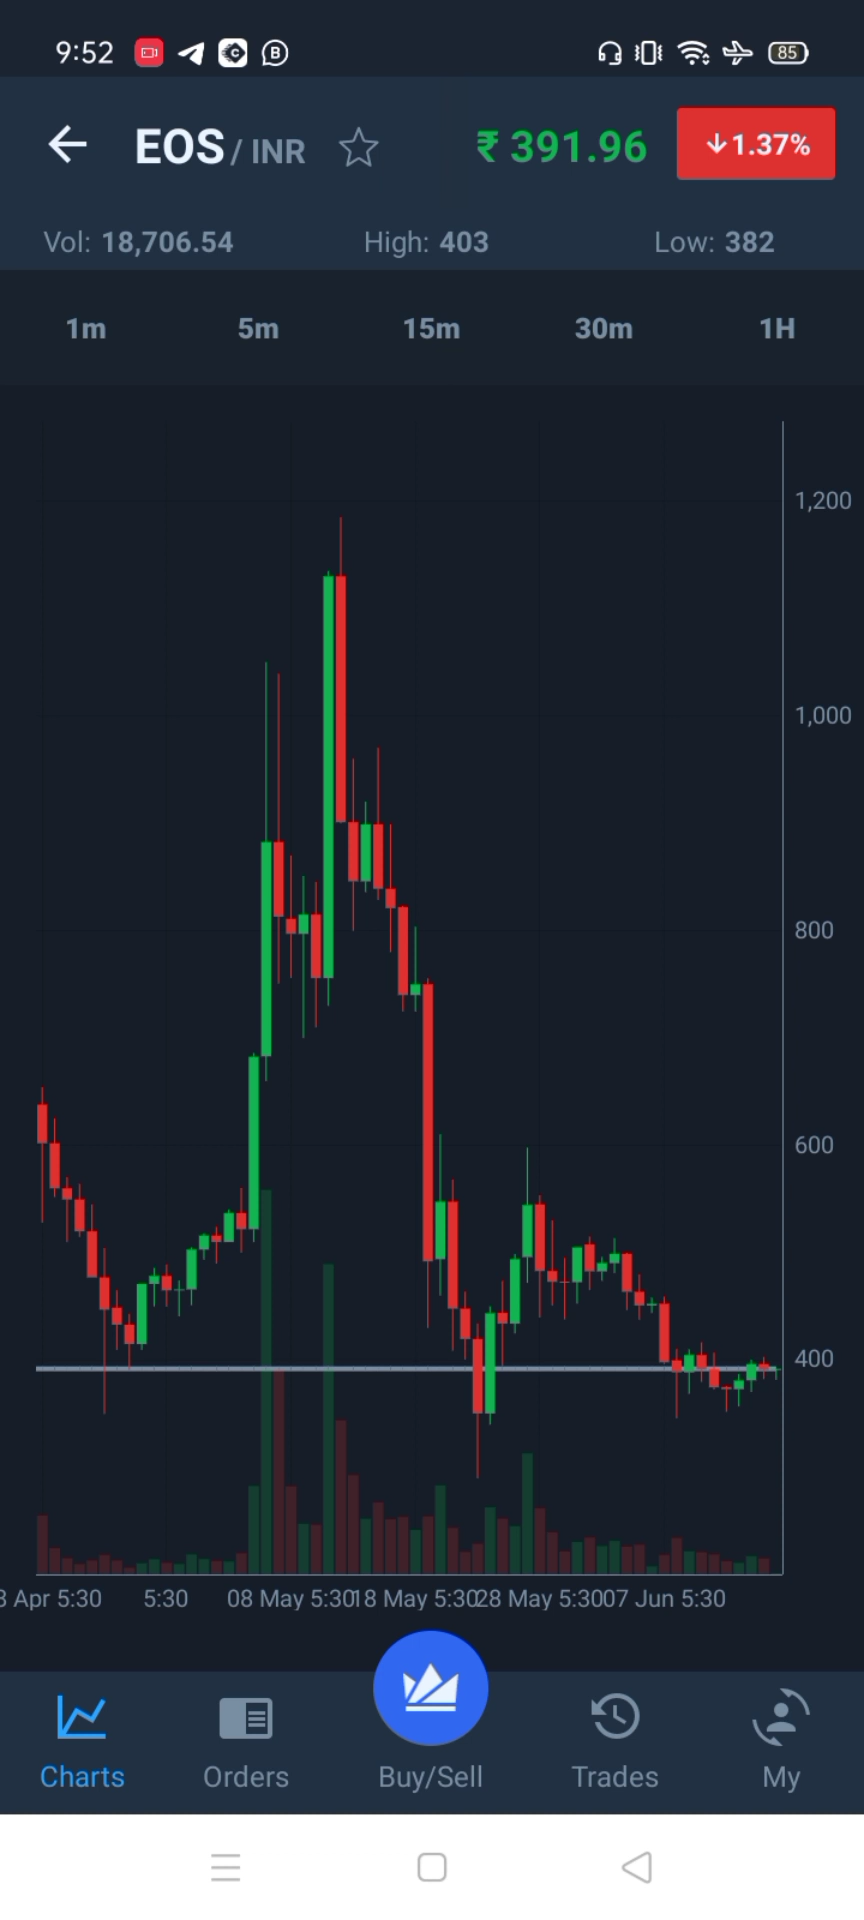 9:52 85
EOS / INR ₹ 391.96 ↓1.37%
Vol: 18,706.54 High: 403 Low: 382
1m 5m 15m 30m 1H
1,200
1,000
800
600
400
3 Apr 5:30 5:30 08 May 5:30 18 May 5:30 28 May 5:30 07 Jun 5:30
Charts Orders Buy/Sell Trades My